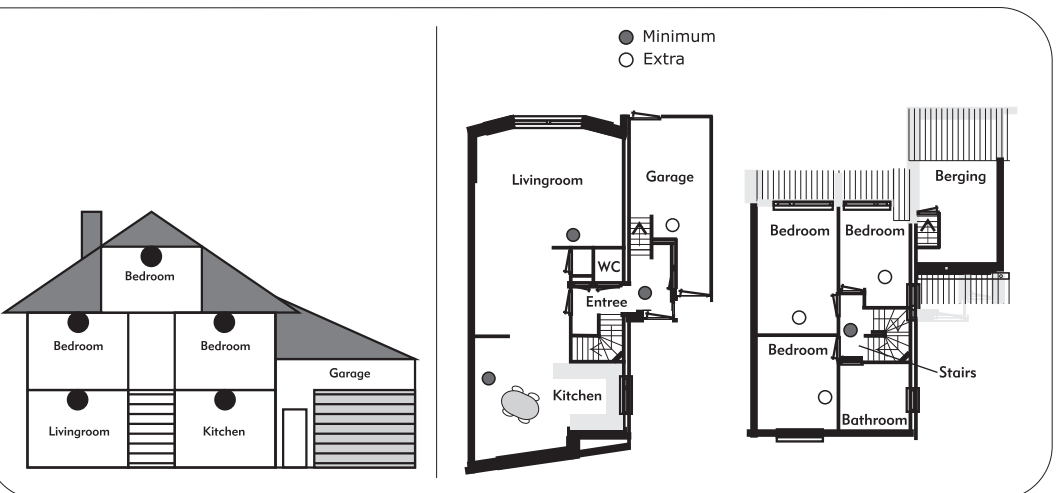 Minimum
Extra
Bedroom
Bedroom
Bedroom
Garage
Livingroom
Kitchen
Livingroom
Garage
WC
Entree
Kitchen
Berging
Bedroom
Bedroom
Bedroom
Stairs
Bathroom